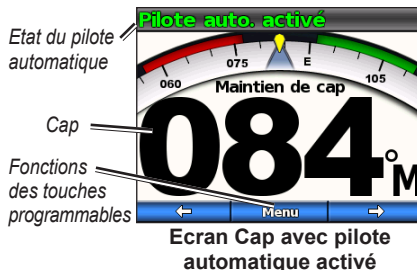 Pilote auto. activé
Etat du pilote
automatique
060
075
E
105
Maintien de cap
Cap
084°M
Fonctions
des touches
programmables
Menu
Ecran Cap avec pilote
automatique activé